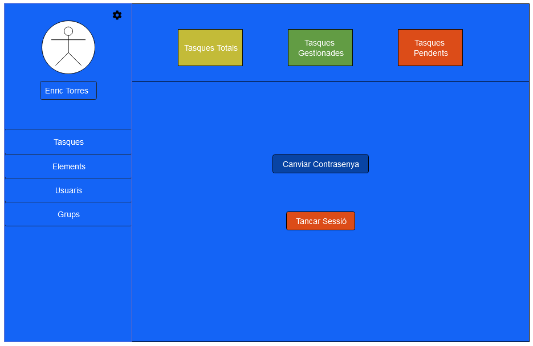 Enric Torres
Tasques
Elements
Usuaris
Grups
Tasques Totals
Tasques
Gestionades
Tasques
Pendents
Canviar Contrasenya
Tancar Sessió